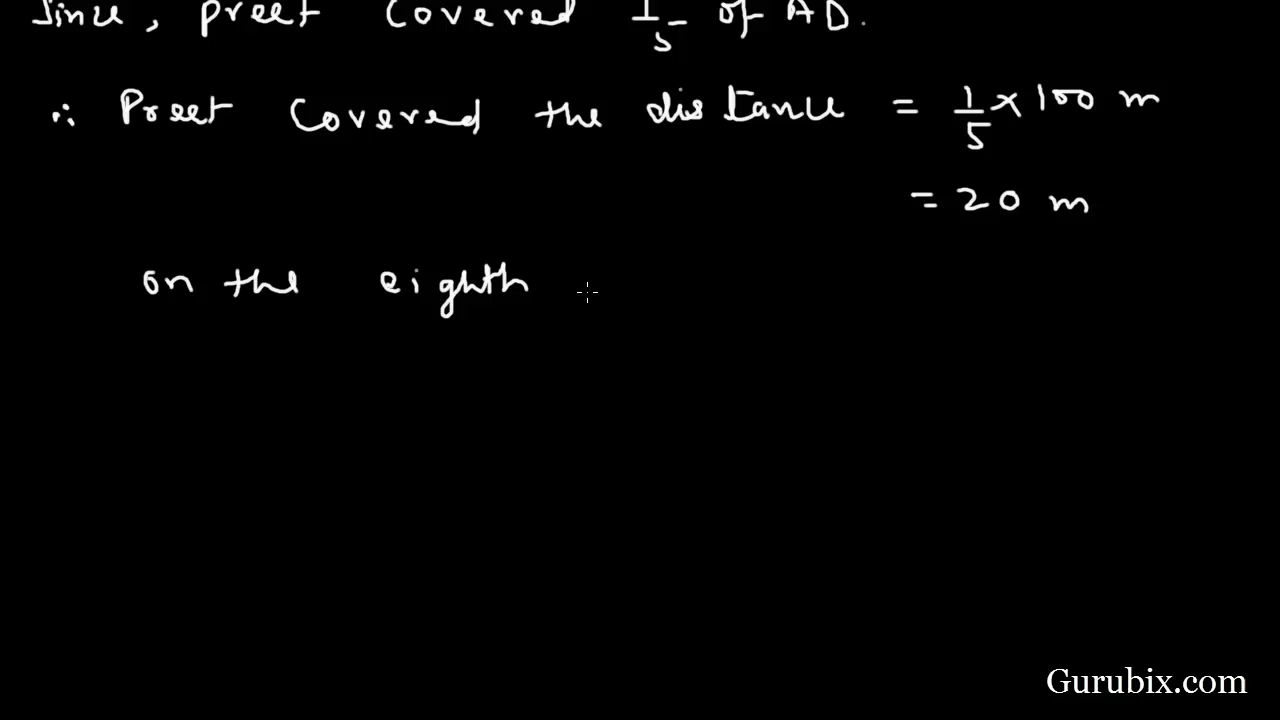 Since, Preet covered 1/5 of AD.
∴ Preet covered the distance = 1/5 × 100 m
= 20 m
on the eighth
Gurubix.com